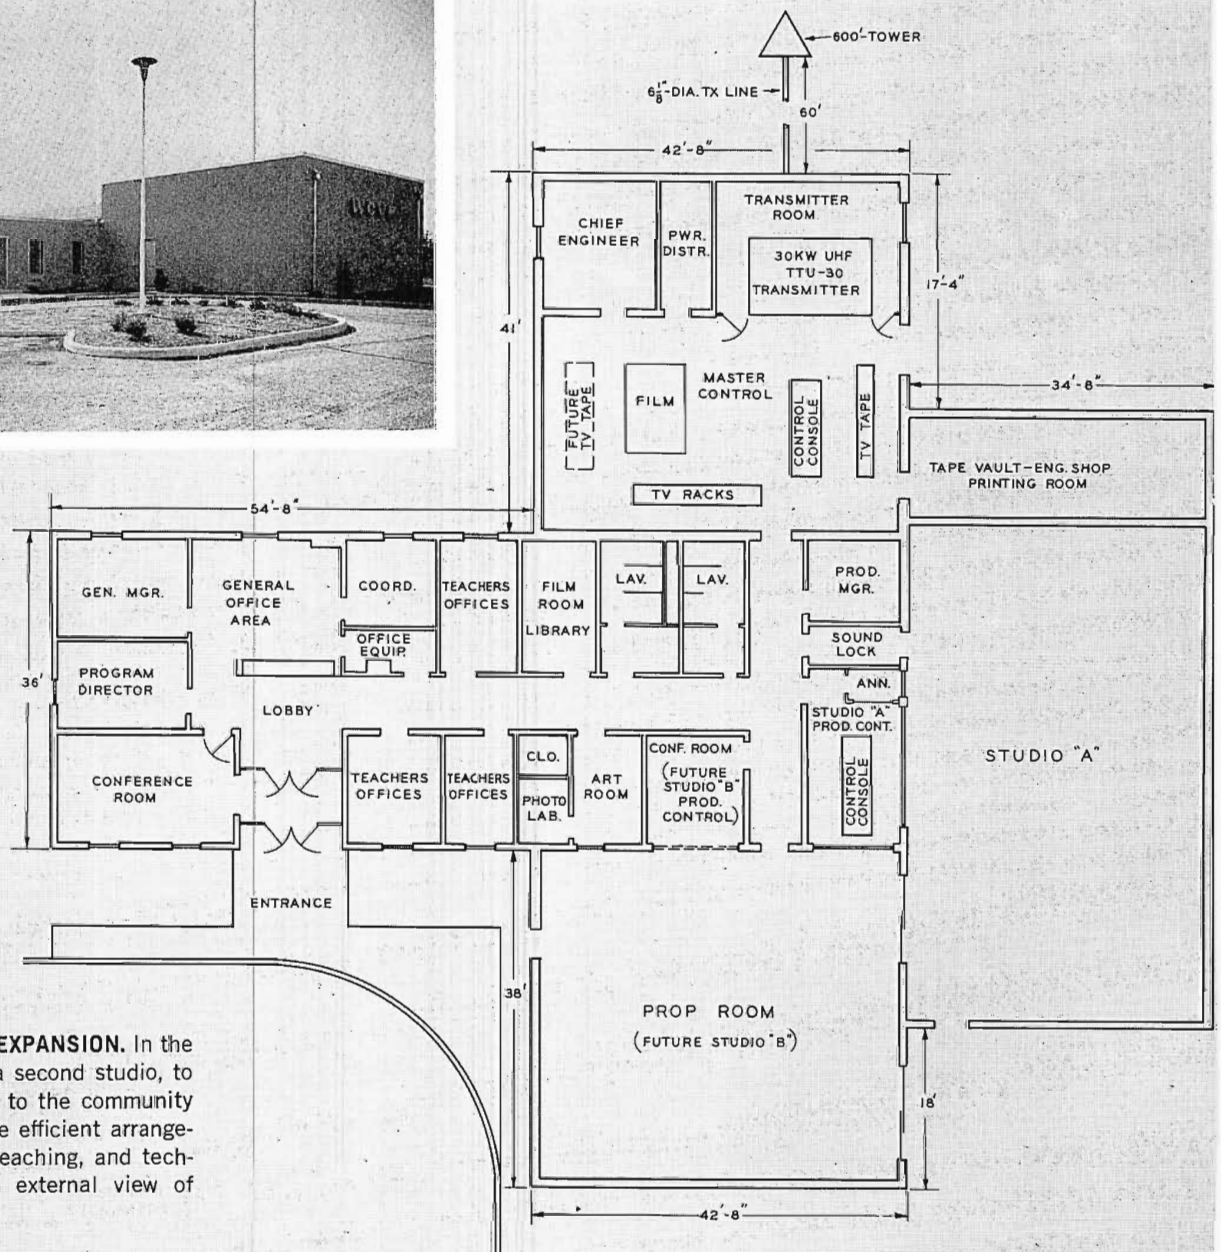 WCVE
600'-TOWER
6 1/8"-DIA. TX LINE
60'
42'-8"
41'
17'-4"
34'-8"
CHIEF
ENGINEER
PWR.
DISTR.
TRANSMITTER
ROOM
30KW UHF
TTU-30
TRANSMITTER
FUTURE
TV TAPE
FILM
MASTER
CONTROL
CONTROL
CONSOLE
TV TAPE
TV RACKS
TAPE VAULT-ENG. SHOP
PRINTING ROOM
54'-8"
36'
GEN. MGR.
GENERAL
OFFICE
AREA
COORD.
OFFICE
EQUIP.
TEACHERS
OFFICES
FILM
ROOM
LIBRARY
LAV.
LAV.
PROD.
MGR.
SOUND
LOCK
ANN.
STUDIO "A"
PROD. CONT.
CONTROL
CONSOLE
STUDIO "A"
PROGRAM
DIRECTOR
LOBBY
CONFERENCE
ROOM
TEACHERS
OFFICES
TEACHERS
OFFICES
CLO.
PHOTO
LAB.
ART
ROOM
CONF. ROOM
(FUTURE
STUDIO "B"
PROD.
CONTROL)
ENTRANCE
38'
PROP ROOM
(FUTURE STUDIO "B")
18'
42'-8"
EXPANSION. In the
a second studio, to
to the community
e efficient arrange-
eaching, and tech-
external view of